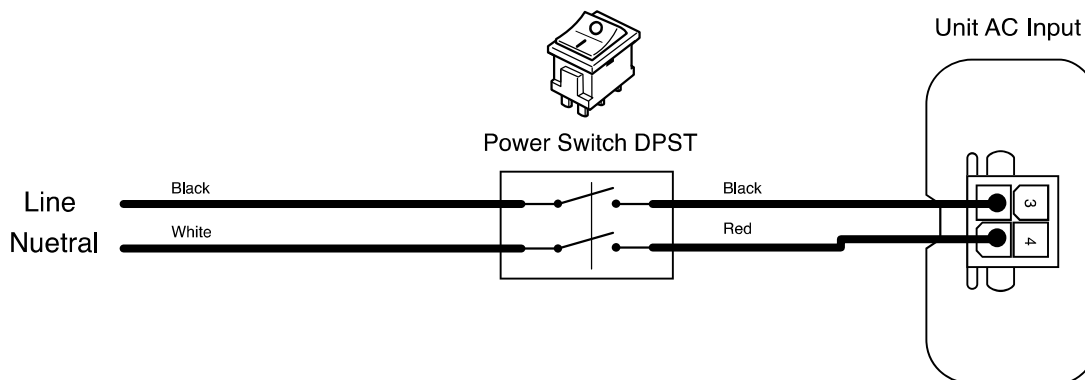 Unit AC Input
Power Switch DPST
Line
Black
Black
3
Nuetral
White
Red
4